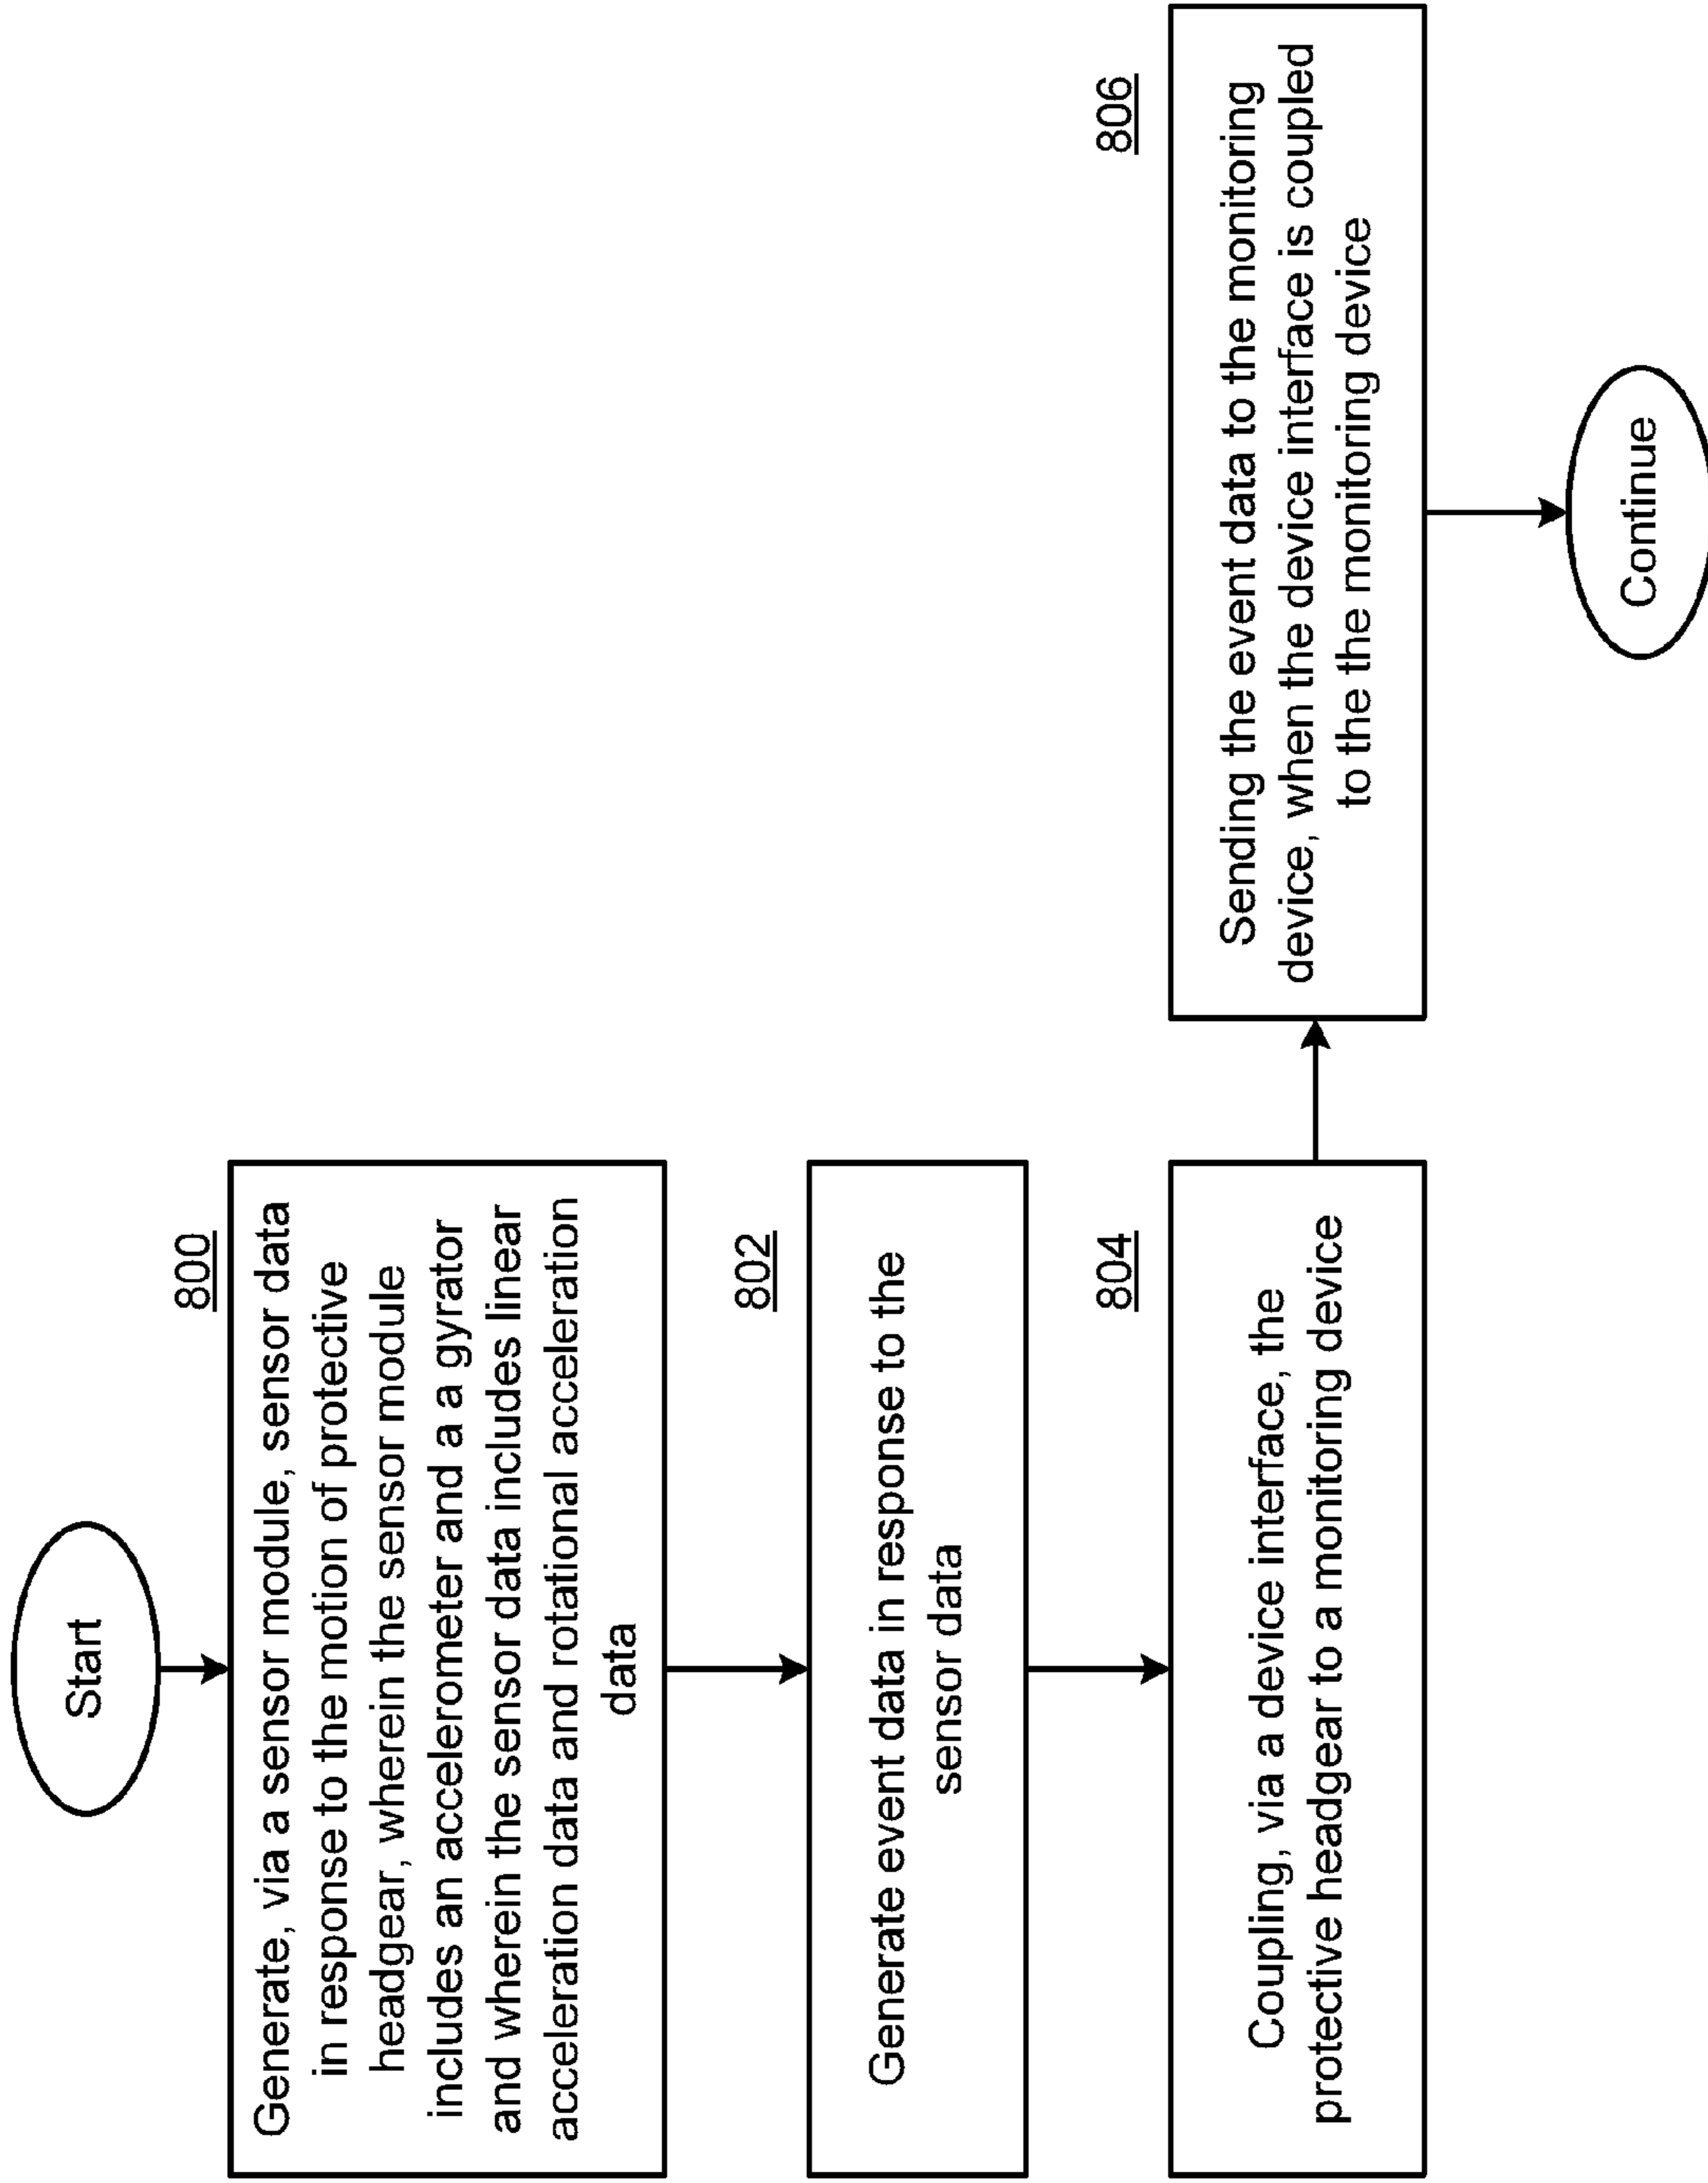 Start
800
Generate, via a sensor module, sensor data
in response to the motion of protective
headgear, wherein the sensor module
includes an accelerometer and a a gyrator
and wherein the sensor data includes linear
acceleration data and rotational acceleration
data
802
Generate event data in response to the
sensor data
804
Coupling, via a device interface, the
protective headgear to a monitoring device
806
Sending the event data to the monitoring
device, when the device interface is coupled
to the the monitoring device
Continue